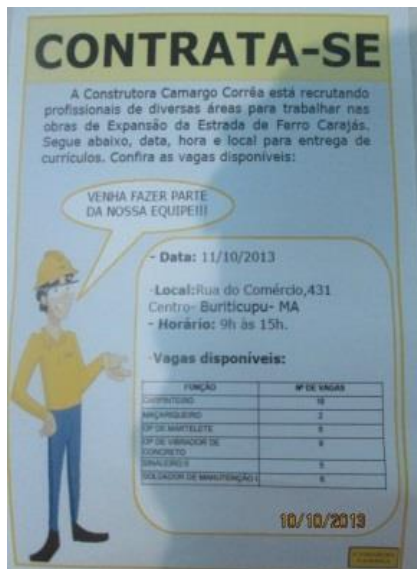 CONTRATA-SE
A Construtora Camargo Corrêa está recrutando
profissionais de diversas áreas para trabalhar nas
obras de Expansão da Estrada de Ferro Carajás.
Segue abaixo, data, hora e local para entrega de
currículos. Confira as vagas disponíveis:
VENHA FAZER PARTE
DA NOSSA EQUIPE!!!
- Data: 11/10/2013
-Local:Rua do Comércio,431
Centro- Buriticupu- MA
- Horário: 9h às 15h.
-Vagas disponíveis:
FUNÇÃO Nº DE VAGAS
CARPINTEIRO
MAÇARIQUEIRO 2
OP DE MARTELETE
OP DE VIBRADOR DE
CONCRETO
SINALEIRO 5
SOLDADOR DE MANUTENÇÃO I
10/10/2013